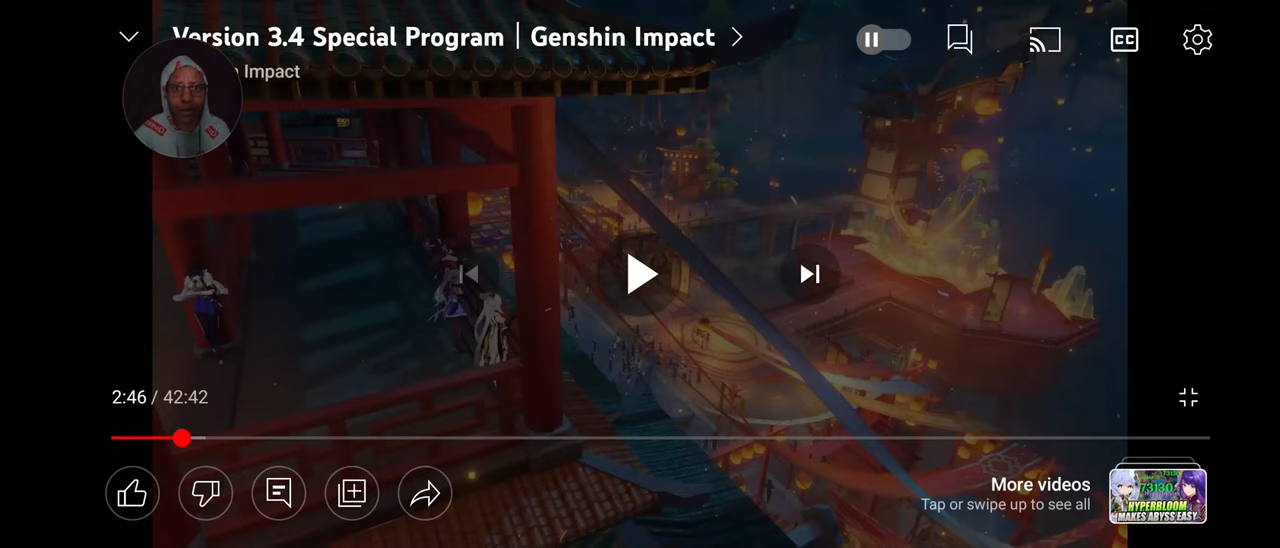 Version 3.4 Special Program | Genshin Impact
Impact
CC
2:46 / 42:42
More videos
Tap or swipe up to see all
73130
HYPERBLOOM
MAKES ABYSS EASY